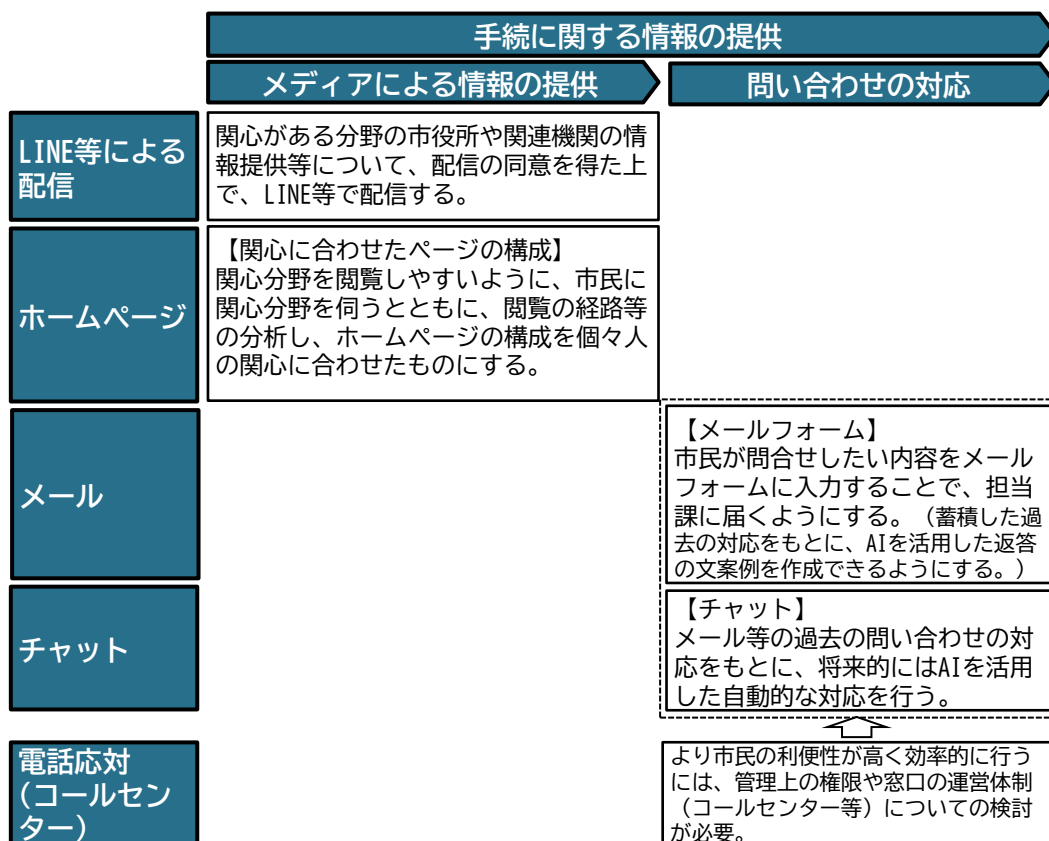 手続に関する情報の提供
メディアによる情報の提供
問い合わせの対応
LINE等による
配信
関心がある分野の市役所や関連機関の情
報提供等について、配信の同意を得た上
で、LINE等で配信する。
ホームページ
【関心に合わせたページの構成】
関心分野を閲覧しやすいように、市民に
関心分野を伺うとともに、閲覧の経路等
の分析し、ホームページの構成を個々人
の関心に合わせたものにする。
メール
【メールフォーム】
市民が問合せしたい内容をメール
フォームに入力することで、担当
課に届くようにする。（蓄積した過
去の対応をもとに、AIを活用した返答
の文案例を作成できるようにする。）
チャット
【チャット】
メール等の過去の問い合わせの対
応をもとに、将来的にはAIを活用
した自動的な対応を行う。
電話応対
(コールセン
ター)
より市民の利便性が高く効率的に行う
には、管理上の権限や窓口の運営体制
（コールセンター等）についての検討
が必要。